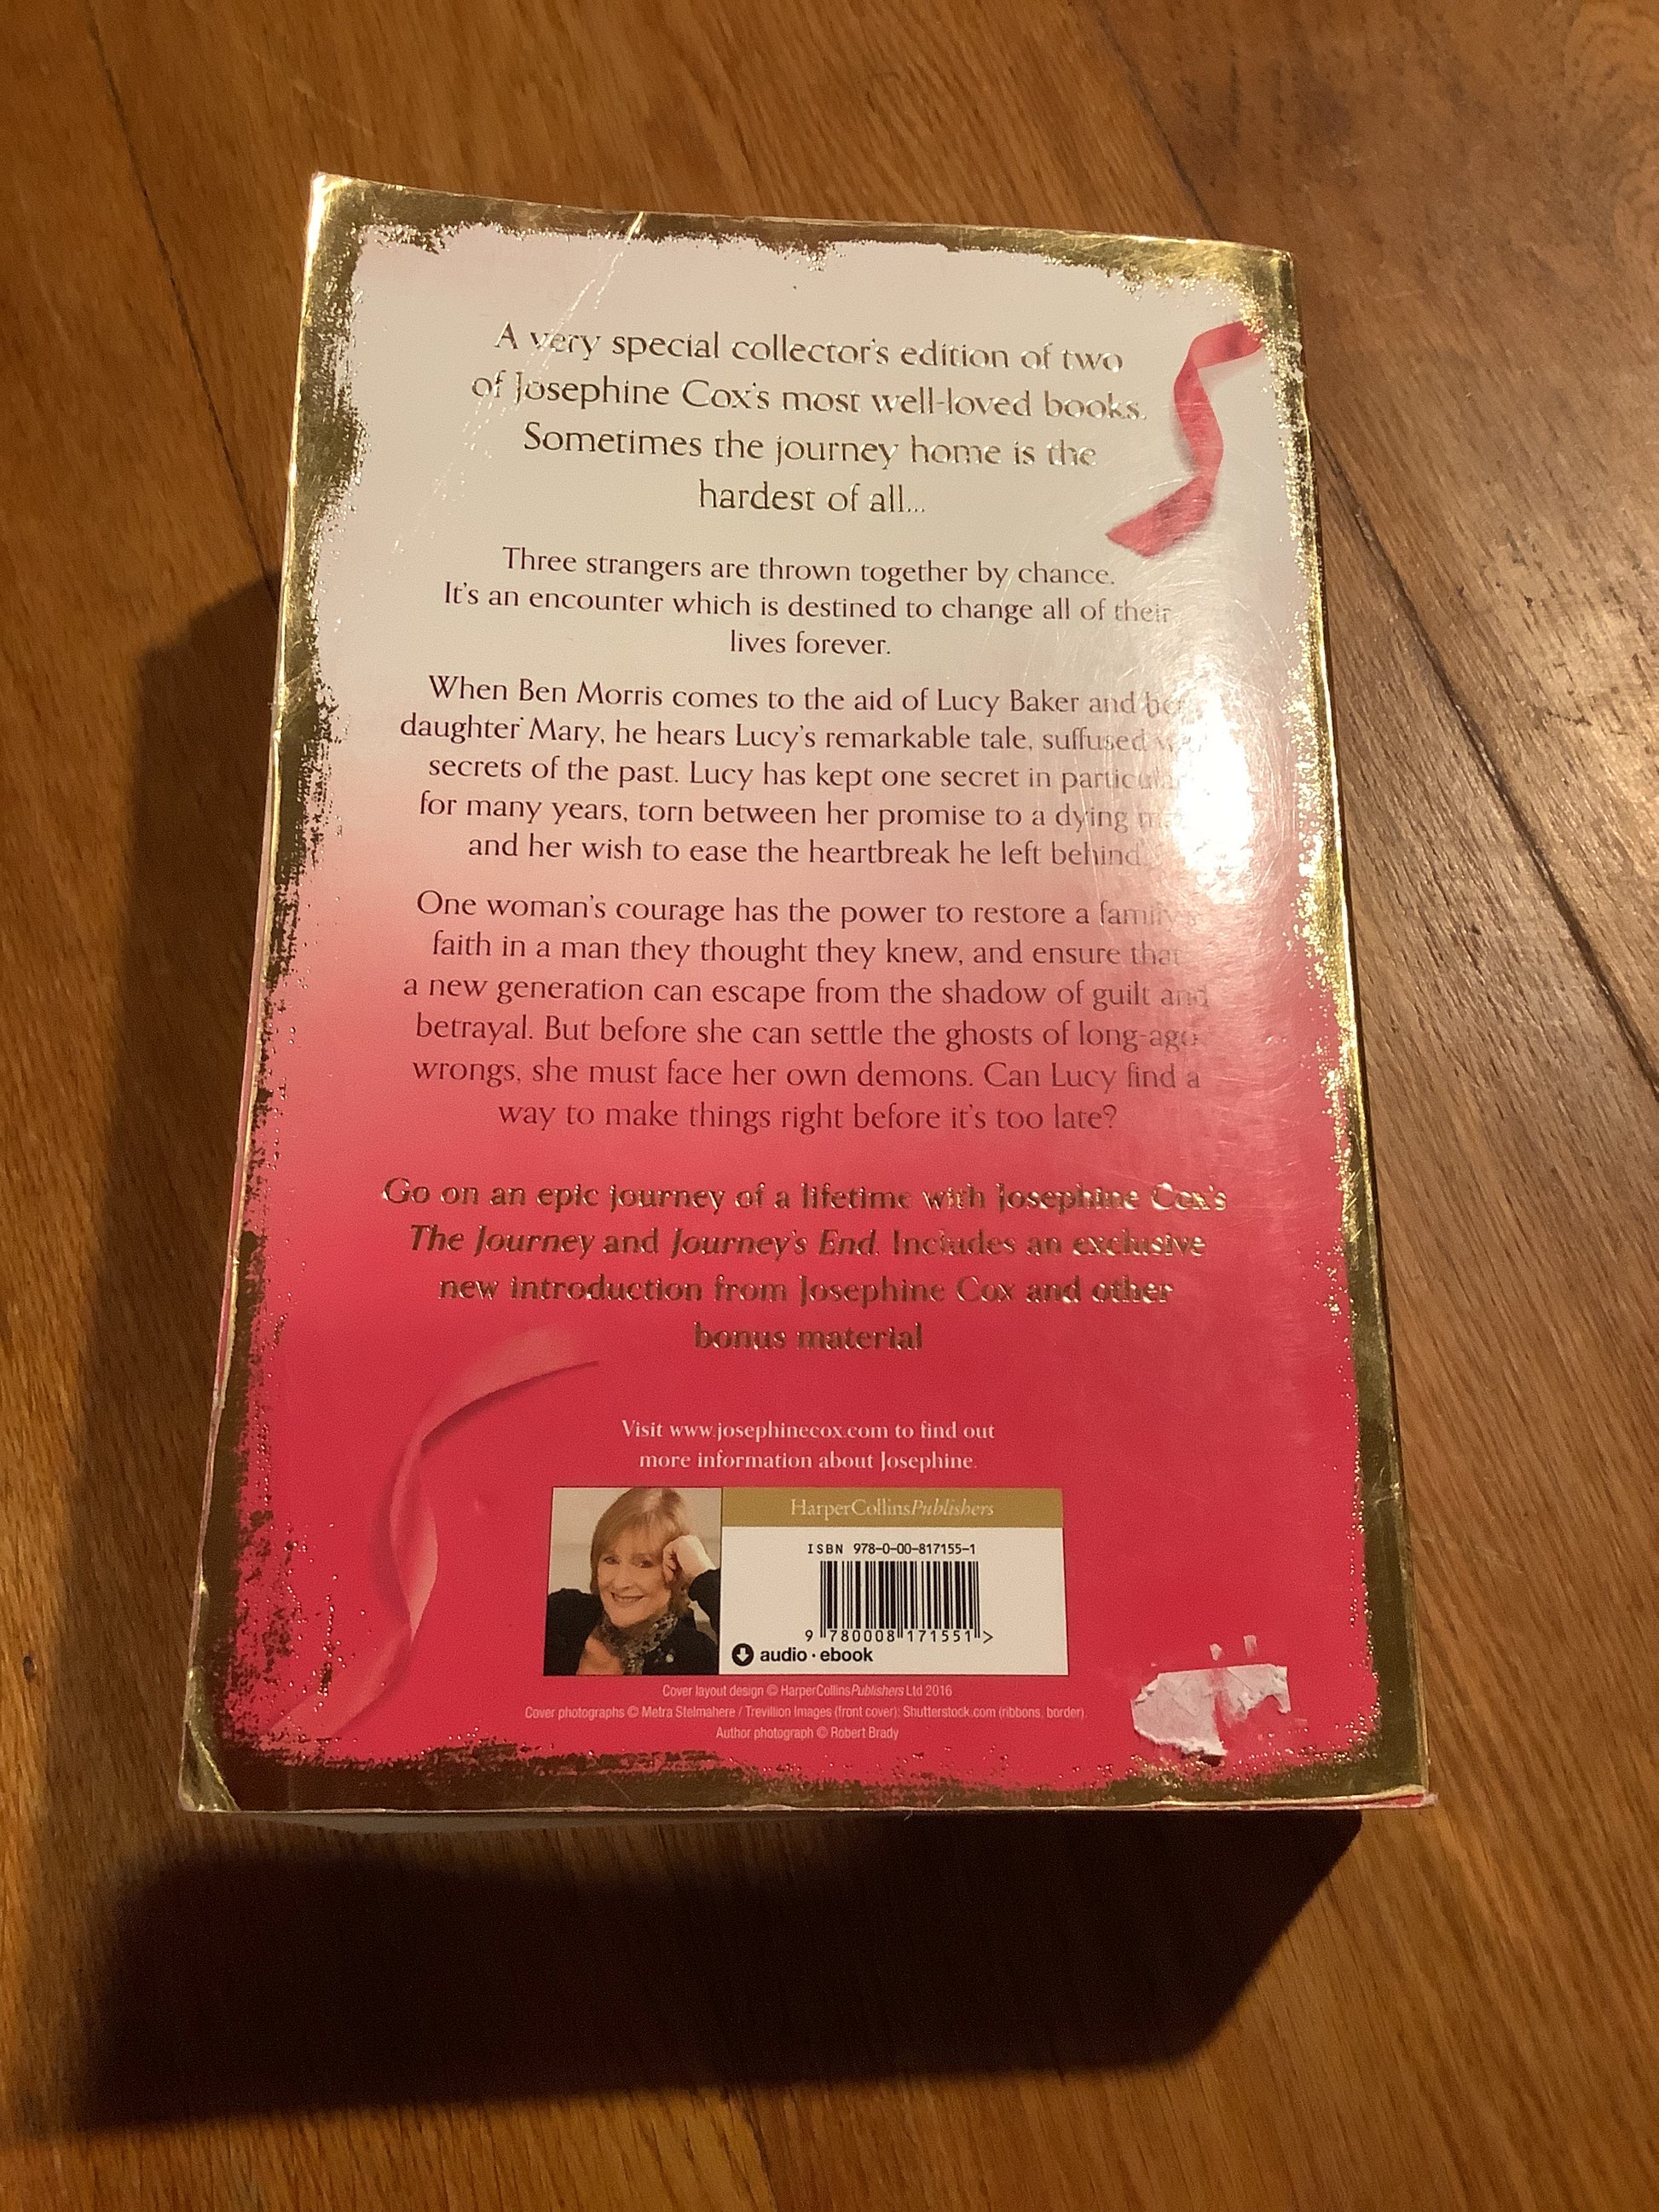 A very special collector's edition of two
of Josephine Cox's most well-loved books.
Sometimes the journey home is the
hardest of all...
Three strangers are thrown together by chance.
It's an encounter which is destined to change all of their
lives forever.
When Ben Morris comes to the aid of Lucy Baker and her
daughter Mary, he hears Lucy's remarkable tale, suffused
secrets of the past. Lucy has kept one secret in particular
for many years, torn between her promise to a dying
and her wish to ease the heartbreak he left behind.
One woman's courage has the power to restore a family's
faith in a man they thought they knew, and ensure that
a new generation can escape from the shadow of guilt and
betrayal. But before she can settle the ghosts of long-ago
wrongs, she must face her own demons. Can Lucy find a
way to make things right before it's too late?
Go on an epic journey of a lifetime with Josephine Cox's
The Journey and Journey's End. Includes an exclusive
new introduction from Josephine Cox and other
bonus material
Visit www.josephinecox.com to find out
more information about Josephine.
HarperCollinsPublishers
ISBN 978-0-00-817155-1
9 780008 171551 >
audio · ebook
Cover layout design © HarperCollinsPublishers Ltd 2016
Cover photographs © Metra Stelmahere / Trevillion Images (front cover); Shutterstock.com (ribbons, border).
Author photograph © Robert Brady